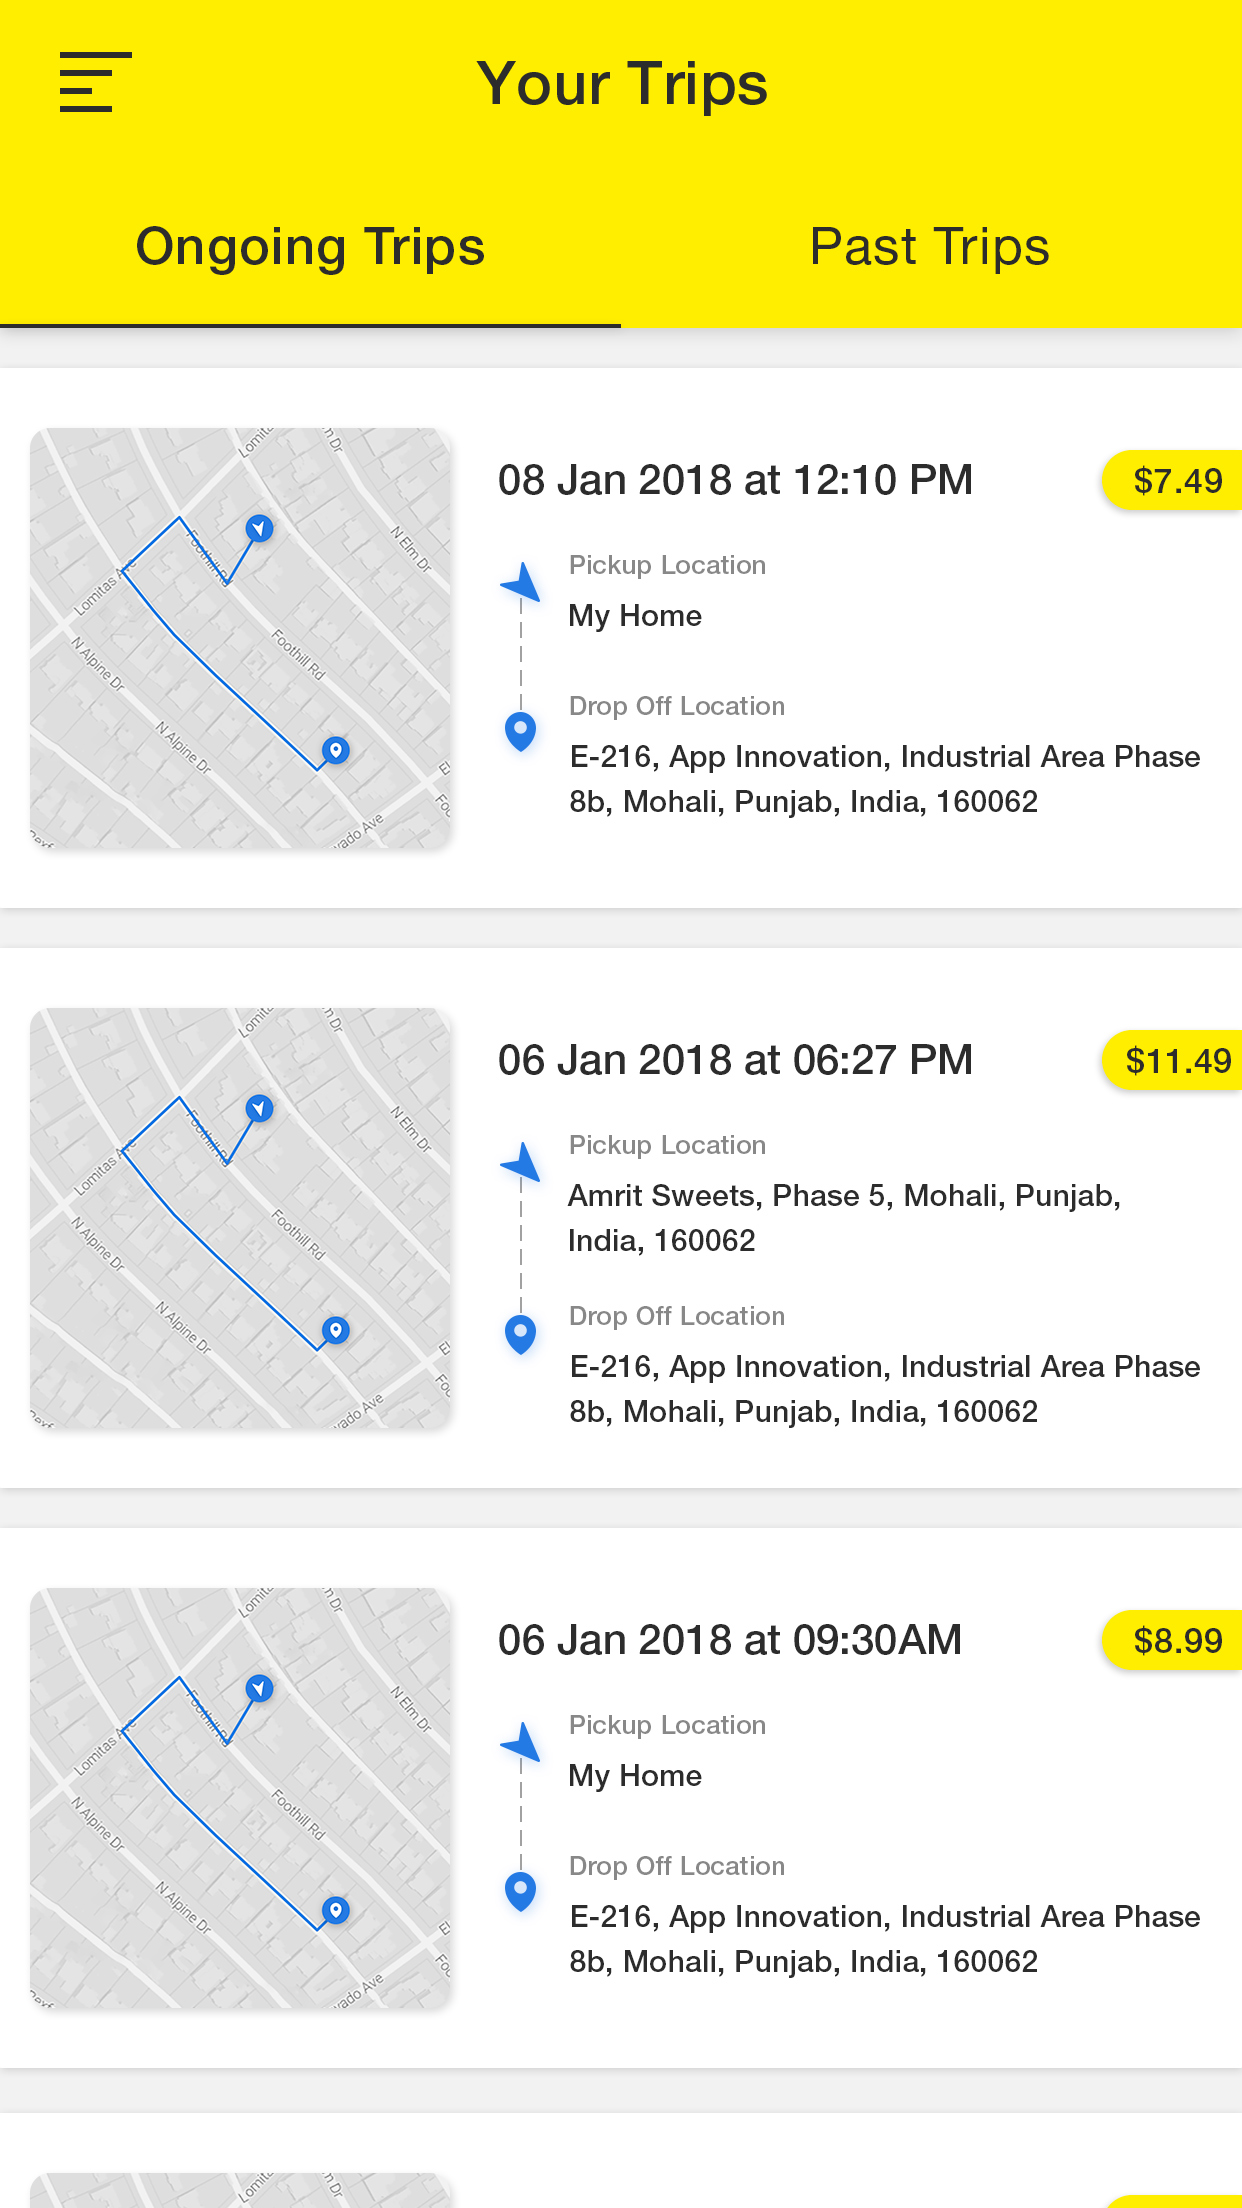 Your Trips
Ongoing Trips
Past Trips
08 Jan 2018 at 12:10 PM
$7.49
Pickup Location
My Home
Drop Off Location
E-216, App Innovation, Industrial Area Phase
8b, Mohali, Punjab, India, 160062
Lomitas Ave
Foothill Rd
N Elm Dr
Foothill Rd
N Alpine Dr
N Alpine Dr
06 Jan 2018 at 06:27 PM
$11.49
Pickup Location
Amrit Sweets, Phase 5, Mohali, Punjab,
India, 160062
Drop Off Location
E-216, App Innovation, Industrial Area Phase
8b, Mohali, Punjab, India, 160062
Lomitas Ave
Foothill Rd
N Elm Dr
Foothill Rd
N Alpine Dr
N Alpine Dr
06 Jan 2018 at 09:30AM
$8.99
Pickup Location
My Home
Drop Off Location
E-216, App Innovation, Industrial Area Phase
8b, Mohali, Punjab, India, 160062
Lomitas Ave
Foothill Rd
N Elm Dr
Foothill Rd
N Alpine Dr
N Alpine Dr